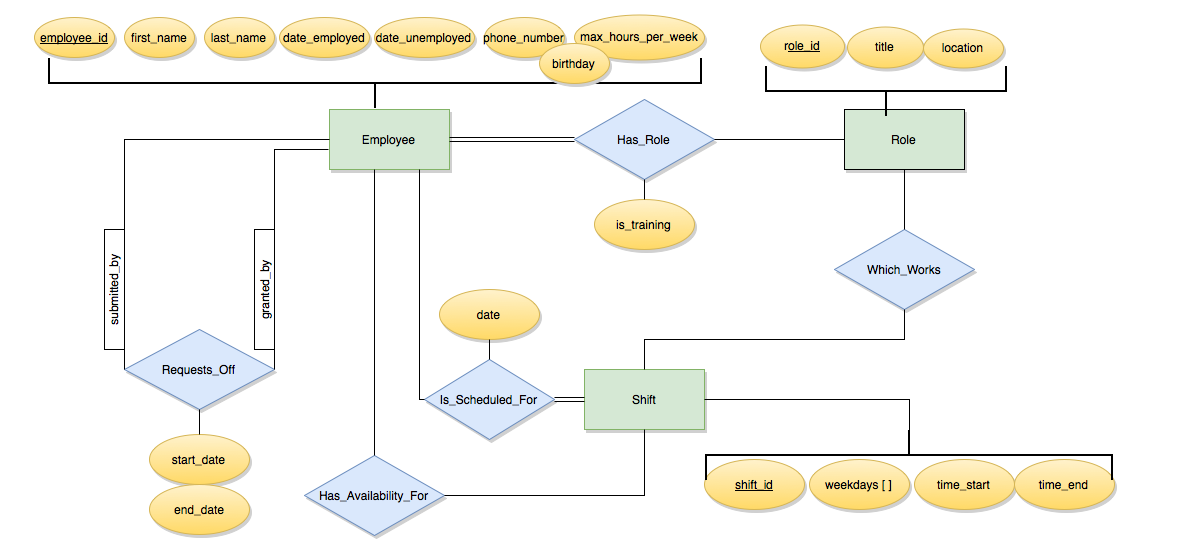 employee_id
first_name
last_name
date_employed
date_unemployed
phone_number
max_hours_per_week
birthday
role_id
title
location
Employee
Has_Role
Role
is_training
submitted_by
granted_by
Which_Works
date
Requests_Off
Is_Scheduled_For
Shift
start_date
end_date
Has_Availability_For
shift_id
weekdays [ ]
time_start
time_end